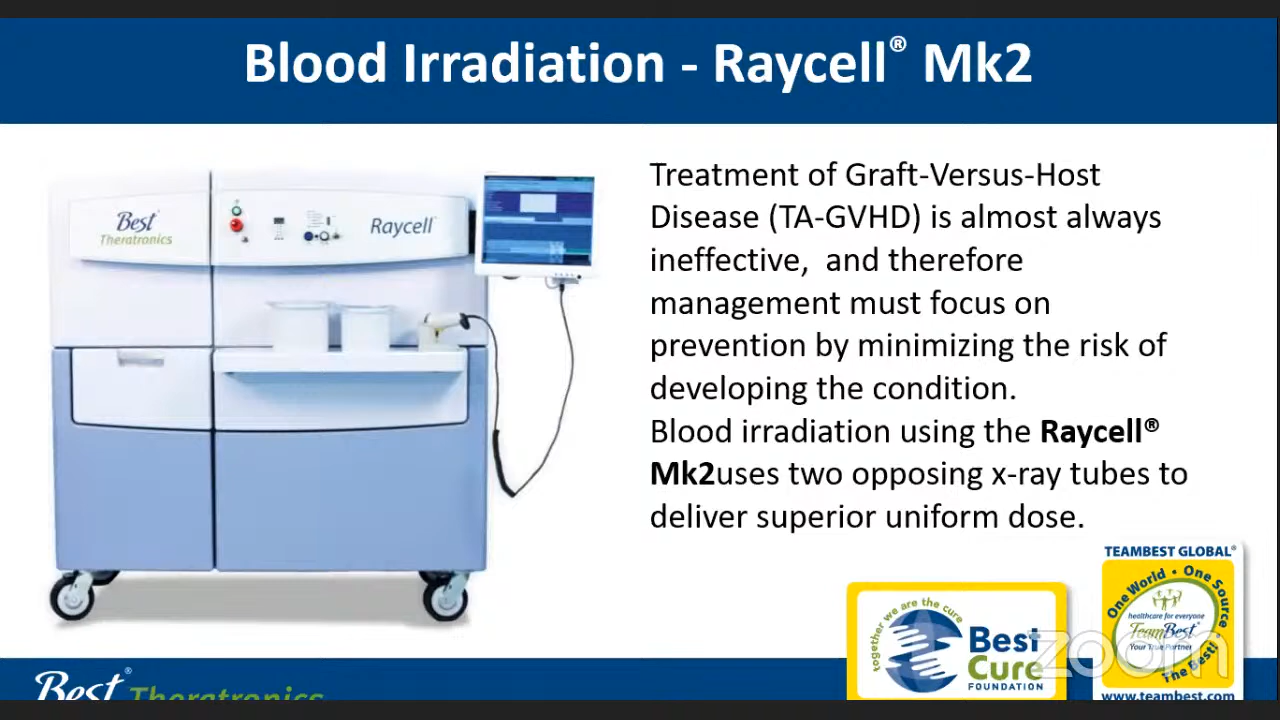 Blood Irradiation - Raycell® Mk2
Best®
Theratronics
Raycell
Treatment of Graft-Versus-Host
Disease (TA-GVHD) is almost always
ineffective,  and therefore
management must focus on
prevention by minimizing the risk of
developing the condition.
Blood irradiation using the Raycell®
Mk2uses two opposing x-ray tubes to
deliver superior uniform dose.
TEAMBEST GLOBAL®
One World • One Source
healthcare for everyone
TeamBest®
Your True Partner
The Best!
www.teambest.com
together we are the cure
Best
Cure
FOUNDATION
zoom
Best®
Theratronics